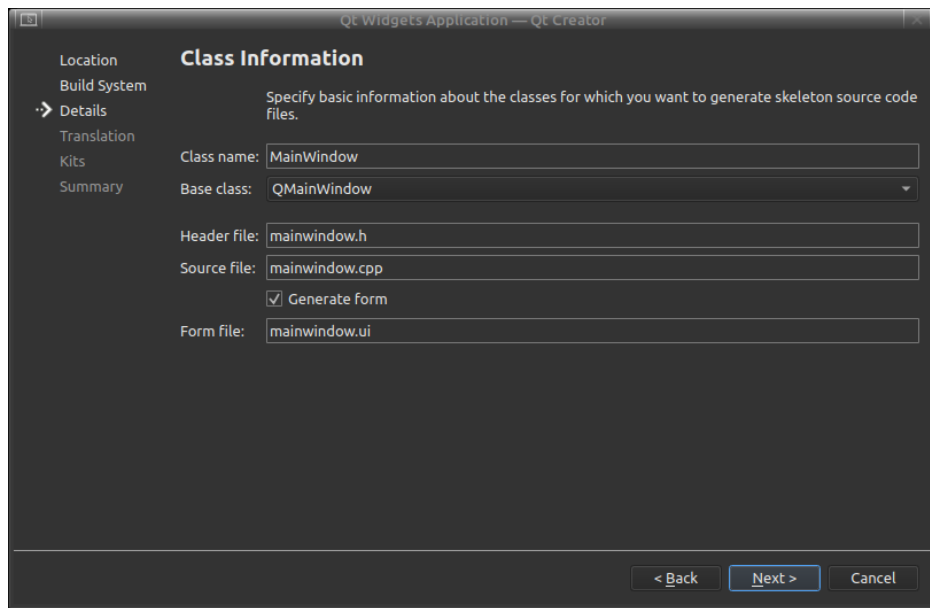 Qt Widgets Application — Qt Creator
Location
Build System
Details
Translation
Kits
Summary
Class Information
Specify basic information about the classes for which you want to generate skeleton source code
files.
Class name: MainWindow
Base class: QMainWindow
Header file: mainwindow.h
Source file: mainwindow.cpp
Generate form
Form file: mainwindow.ui
< Back Next > Cancel